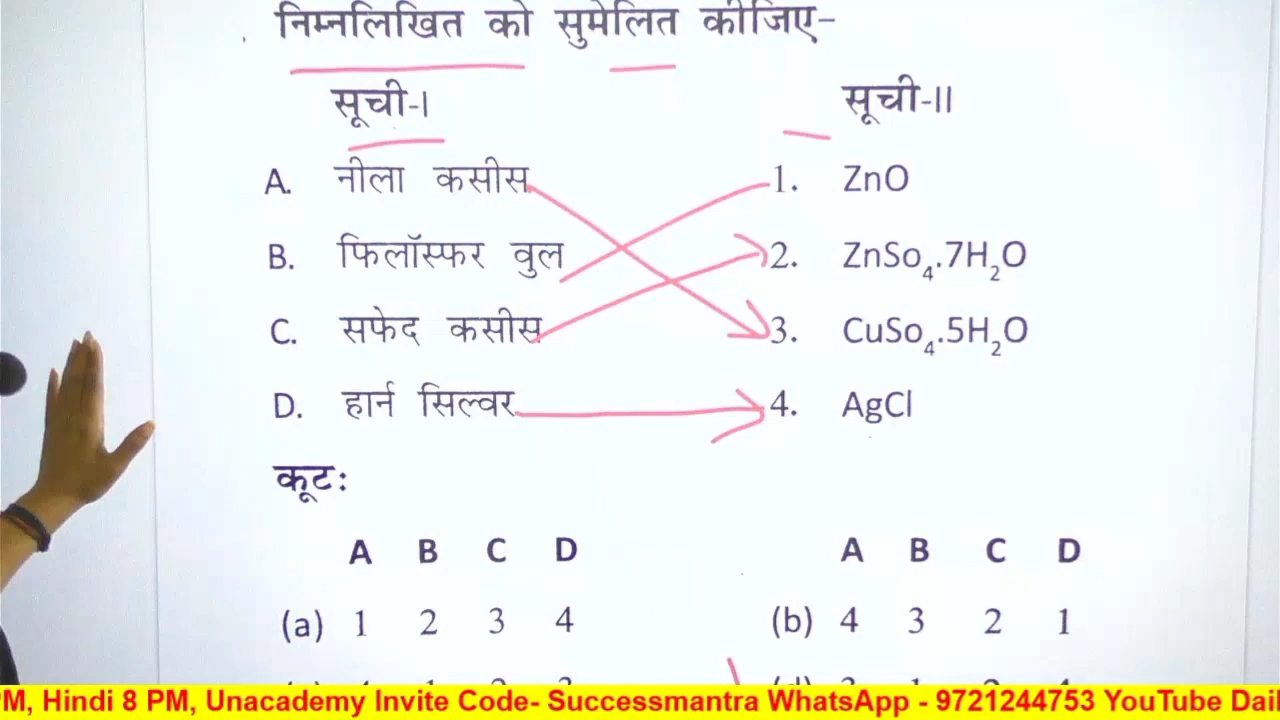 निम्नलिखित को सुमेलित कीजिए-
सूची-I सूची-II
A. नीला कसीस 1. ZnO
B. फिलॉस्फर वुल 2. ZnSo₄.7H₂O
C. सफेद कसीस 3. CuSo₄.5H₂O
D. हार्न सिल्वर 4. AgCl
कूटः
A B C D A B C D
(a) 1 2 3 4 (b) 4 3 2 1
PM, Hindi 8 PM, Unacademy Invite Code- Successmantra WhatsApp - 9721244753 YouTube Dail